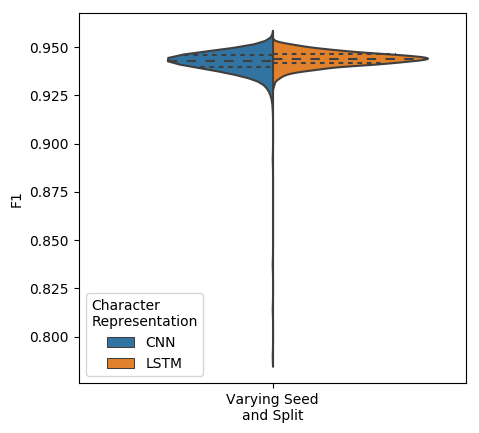 0.950
0.925
0.900
0.875
0.850
0.825
0.800
F1
Character
Representation
CNN
LSTM
Varying Seed
and Split